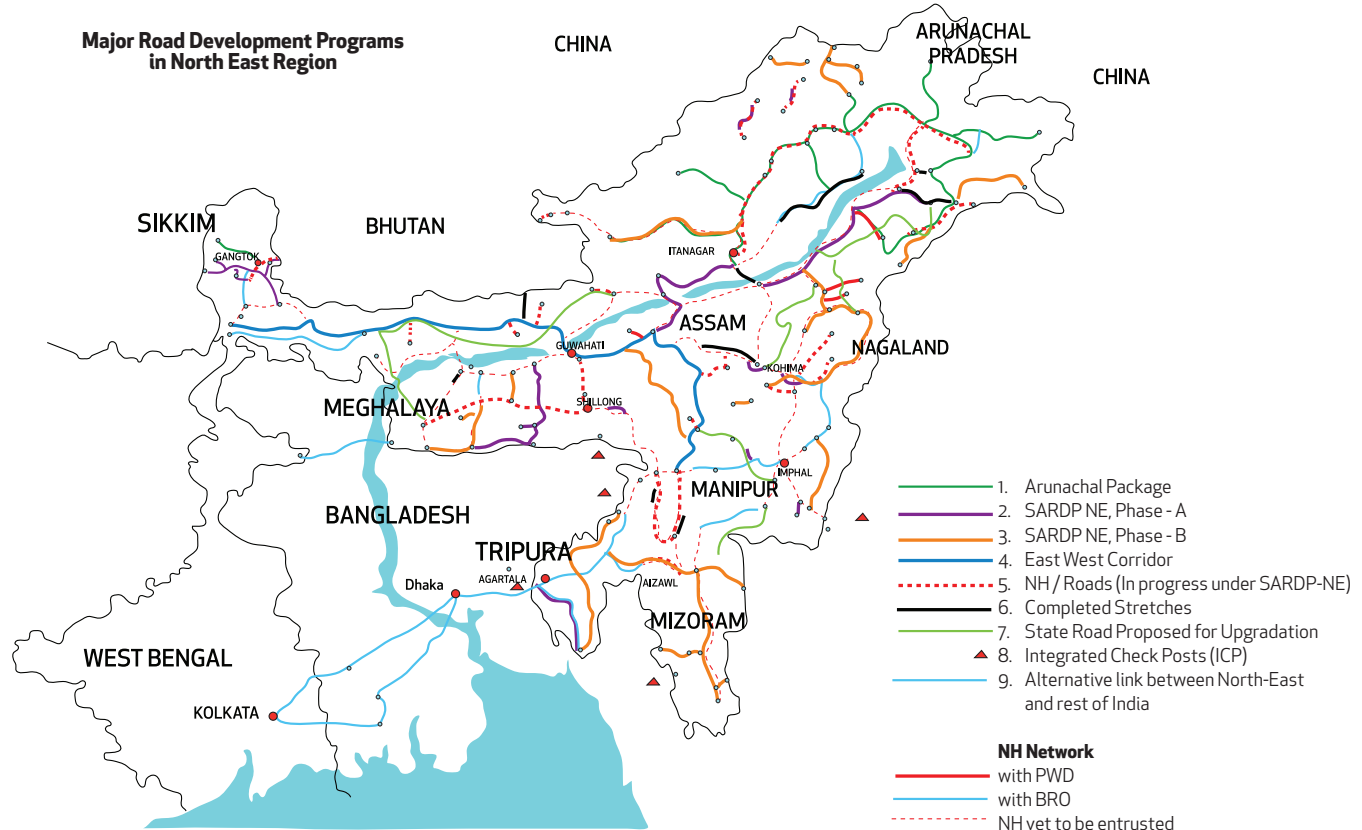 Major Road Development Programs
in North East Region
CHINA
ARUNACHAL
PRADESH
CHINA
SIKKIM
BHUTAN
GANGTOK
ITANAGAR
ASSAM
GUWAHATI
NAGALAND
KOHIMA
MEGHALAYA
SHILLONG
IMPHAL
MANIPUR
BANGLADESH
TRIPURA
AGARTALA
Dhaka
AIZAWL
MIZORAM
WEST BENGAL
KOLKATA
1. Arunachal Package
2. SARDP NE, Phase - A
3. SARDP NE, Phase - B
4. East West Corridor
5. NH / Roads (In progress under SARDP-NE)
6. Completed Stretches
7. State Road Proposed for Upgradation
8. Integrated Check Posts (ICP)
9. Alternative link between North-East
and rest of India
NH Network
with PWD
with BRO
NH yet to be entrusted